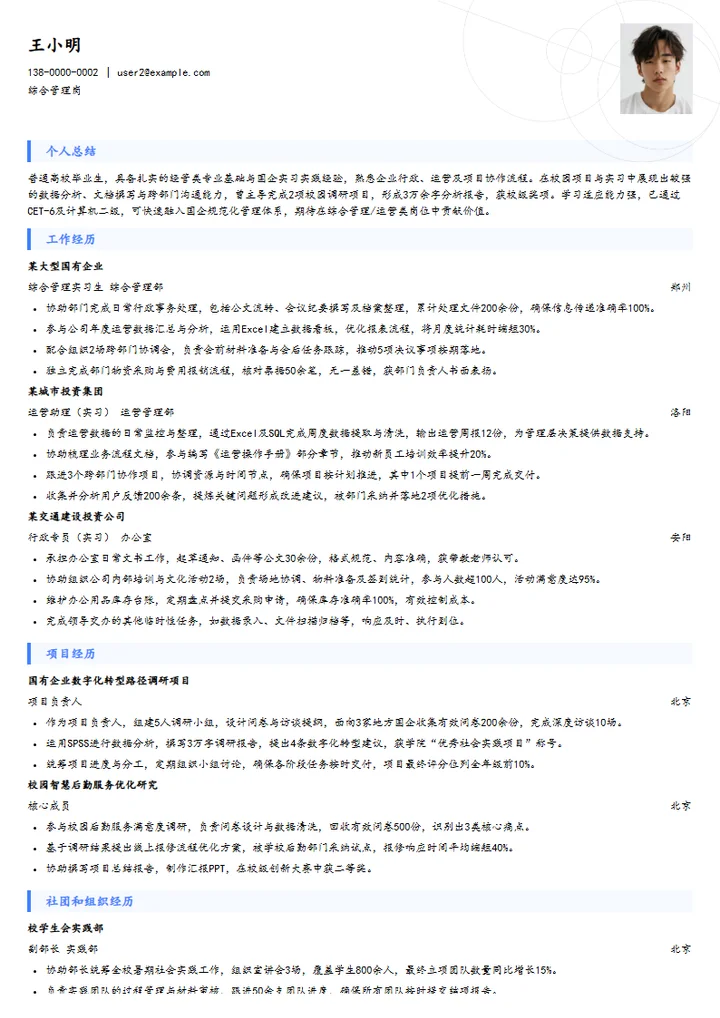 王小明
138-0000-0002 | user2@example.com
综合管理岗
个人总结
普通高校毕业生，具备扎实的经管类专业基础与国企实习实践经验，熟悉企业行政、运营及项目协作流程。在校园项目与实习中展现出较强
的数据分析、文档撰写与跨部门沟通能力，曾主导完成2项校园调研项目，形成3万余字分析报告，获校级奖项。学习适应能力强，已通过
CET-6及计算机二级，可快速融入国企规范化管理体系，期待在综合管理/运营类岗位中贡献价值。
工作经历
某大型国有企业
综合管理实习生 综合管理部 郑州
• 协助部门完成日常行政事务处理，包括公文流转、会议纪要撰写及档案整理，累计处理文件200余份，确保信息传递准确率100%。
• 参与公司年度运营数据汇总与分析，运用Excel建立数据看板，优化报表流程，将月度统计耗时缩短30%。
• 配合组织2场跨部门协调会，负责会前材料准备与会后任务跟踪，推动5项决议事项按期落地。
• 独立完成部门物资采购与费用报销流程，核对票据50余笔，无一差错，获部门负责人书面表扬。
某城市投资集团
运营助理（实习） 运营管理部 洛阳
• 负责运营数据的日常监控与整理，通过Excel及SQL完成周度数据提取与清洗，输出运营周报12份，为管理层决策提供数据支持。
• 协助梳理业务流程文档，参与编写《运营操作手册》部分章节，推动新员工培训效率提升20%。
• 跟进3个跨部门协作项目，协调资源与时间节点，确保项目按计划推进，其中1个项目提前一周完成交付。
• 收集并分析用户反馈200余条，提炼关键问题形成改进建议，被部门采纳并落地2项优化措施。
某交通建设投资公司
行政专员（实习） 办公室 安阳
• 承担办公室日常文书工作，起草通知、函件等公文30余份，格式规范、内容准确，获带教老师认可。
• 协助组织公司内部培训与文化活动2场，负责场地协调、物料准备及签到统计，参与人数超100人，活动满意度达95%。
• 维护办公用品库存台账，定期盘点并提交采购申请，确保库存准确率100%，有效控制成本。
• 完成领导交办的其他临时性任务，如数据录入、文件扫描归档等，响应及时、执行到位。
项目经历
国有企业数字化转型路径调研项目
项目负责人 北京
• 作为项目负责人，组建5人调研小组，设计问卷与访谈提纲，面向3家地方国企收集有效问卷200余份，完成深度访谈10场。
• 运用SPSS进行数据分析，撰写3万字调研报告，提出4条数字化转型建议，获学院“优秀社会实践项目”称号。
• 统筹项目进度与分工，定期组织小组讨论，确保各阶段任务按时交付，项目最终评分位列全年级前10%。
校园智慧后勤服务优化研究
核心成员 北京
• 参与校园后勤服务满意度调研，负责问卷设计与数据清洗，回收有效问卷500份，识别出3类核心痛点。
• 基于调研结果提出线上报修流程优化方案，被学校后勤部门采纳试点，报修响应时间平均缩短40%。
• 协助撰写项目总结报告，制作汇报PPT，在校级创新大赛中获二等奖。
社团和组织经历
校学生会实践部
副部长 实践部 北京
• 协助部长统筹全校暑期社会实践工作，组织宣讲会3场，覆盖学生800余人，最终立项团队数量同比增长15%。
• 负责实践团队的过程管理与材料审核，跟进50余支团队进度，确保所有团队按时提交结项报告。